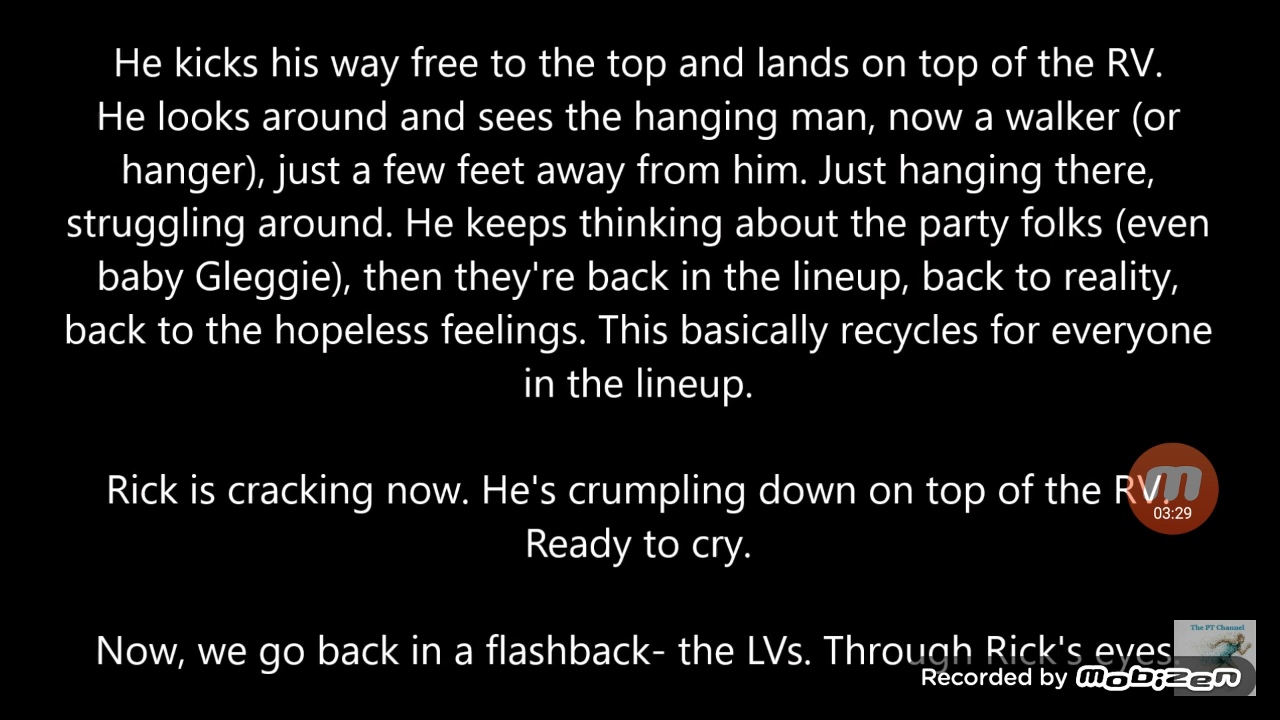 He kicks his way free to the top and lands on top of the RV.
He looks around and sees the hanging man, now a walker (or
hanger), just a few feet away from him. Just hanging there,
struggling around. He keeps thinking about the party folks (even
baby Gleggie), then they're back in the lineup, back to reality,
back to the hopeless feelings. This basically recycles for everyone
in the lineup.
Rick is cracking now. He's crumpling down on top of the RV.
03:29
Ready to cry.
The PT Channel
Now, we go back in a flashback- the LVs. Through Rick's eyes.
Recorded by mobizen